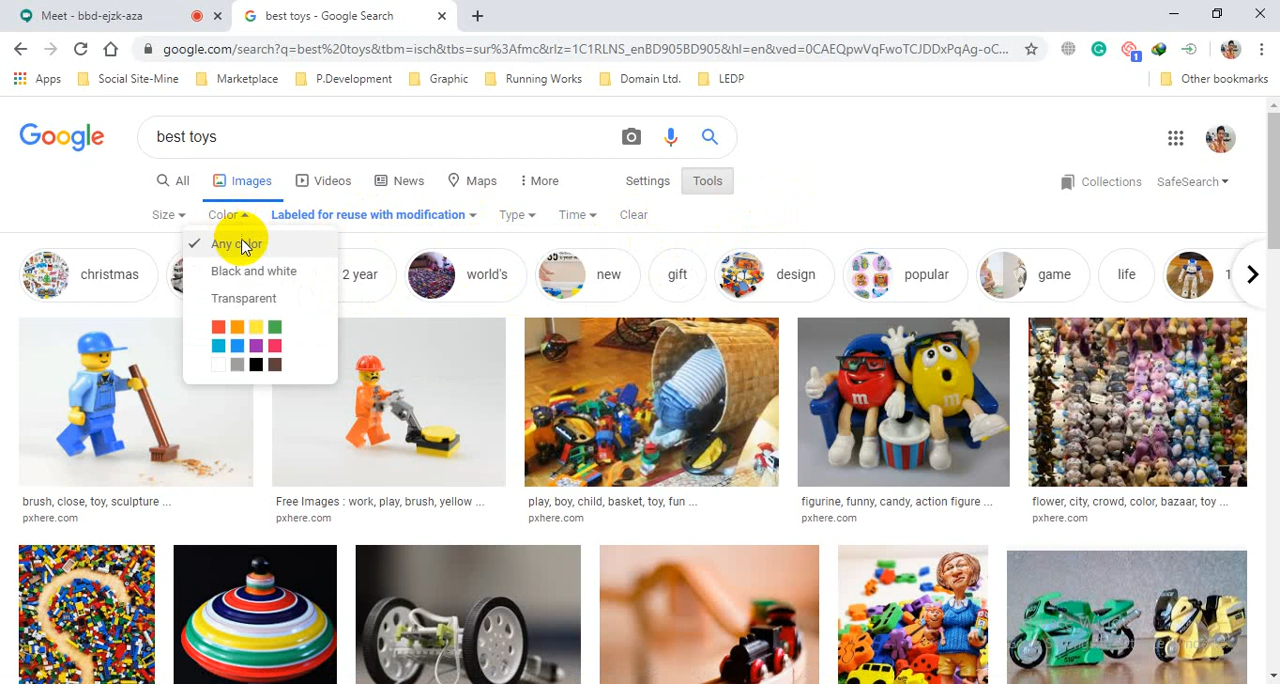 Meet - bbd-ejzk-aza
best toys - Google Search
google.com/search?q=best%20toys&tbm=isch&tbs=sur%3Afmc&rlz=1C1RLNS_enBD905BD905&hl=en&ved=0CAEQpwVqFwoTCJDDxPqAg-oC...
1
Apps
Social Site-Mine
Marketplace
P.Development
Graphic
Running Works
Domain Ltd.
LEDP
Other bookmarks
Google
best toys
All
Images
Videos
News
Maps
More
Settings
Tools
Collections
SafeSearch
Size
Color
Labeled for reuse with modification
Type
Time
Clear
Any color
Black and white
Transparent
christmas
2 year
world's
new
gift
design
popular
game
life
brush, close, toy, sculpture ...
pxhere.com
Free Images : work, play, brush, yellow ...
pxhere.com
play, boy, child, basket, toy, fun ...
pxhere.com
figurine, funny, candy, action figure ...
pxhere.com
flower, city, crowd, color, bazaar, toy ...
pxhere.com